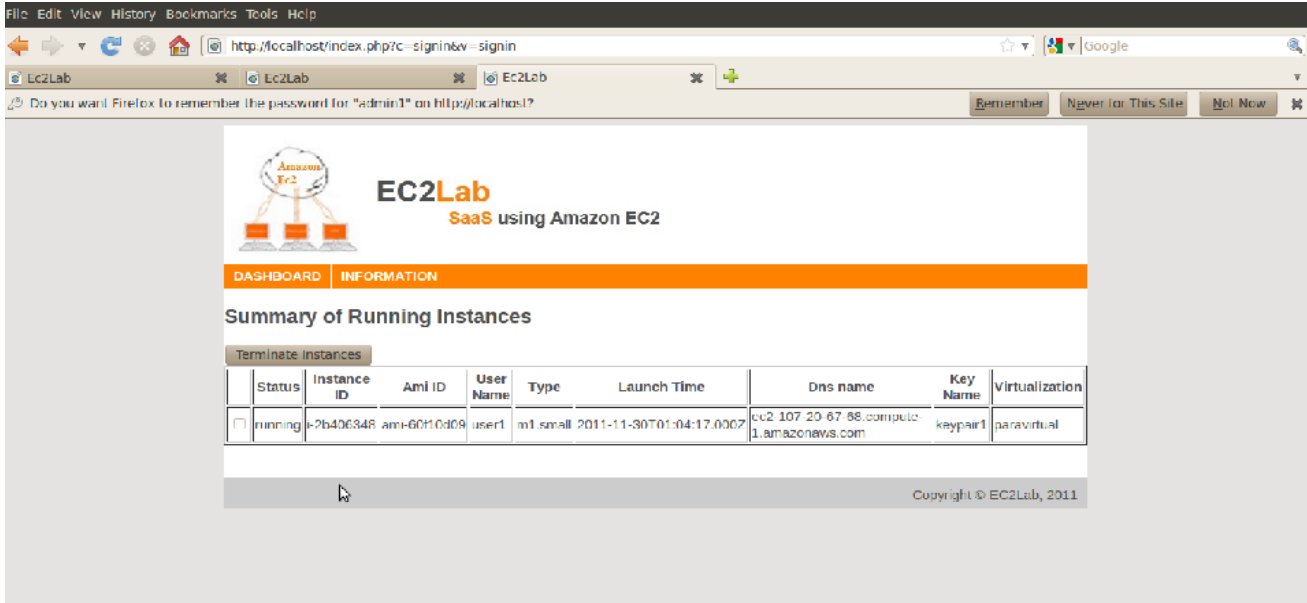 File Edit View History Bookmarks Tools Help
http://localhost/index.php?c=signin&v=signin
Google
Ec2Lab
Ec2Lab
Ec2Lab
Do you want Firefox to remember the password for "admin1" on http://localhost?
Remember
Never for This Site
Not Now
Amazon
Ec2
EC2Lab
SaaS using Amazon EC2
DASHBOARD
INFORMATION
Summary of Running Instances
Terminate Instances
Status Instance ID Ami ID User Name Type Launch Time Dns name Key Name Virtualization
running i-2b406348 ami-60f10d09 user1 m1.small 2011-11-30T01:04:17.000Z ec2-107-20-67-68.compute-1.amazonaws.com keypair1 paravirtual
Copyright © EC2Lab, 2011